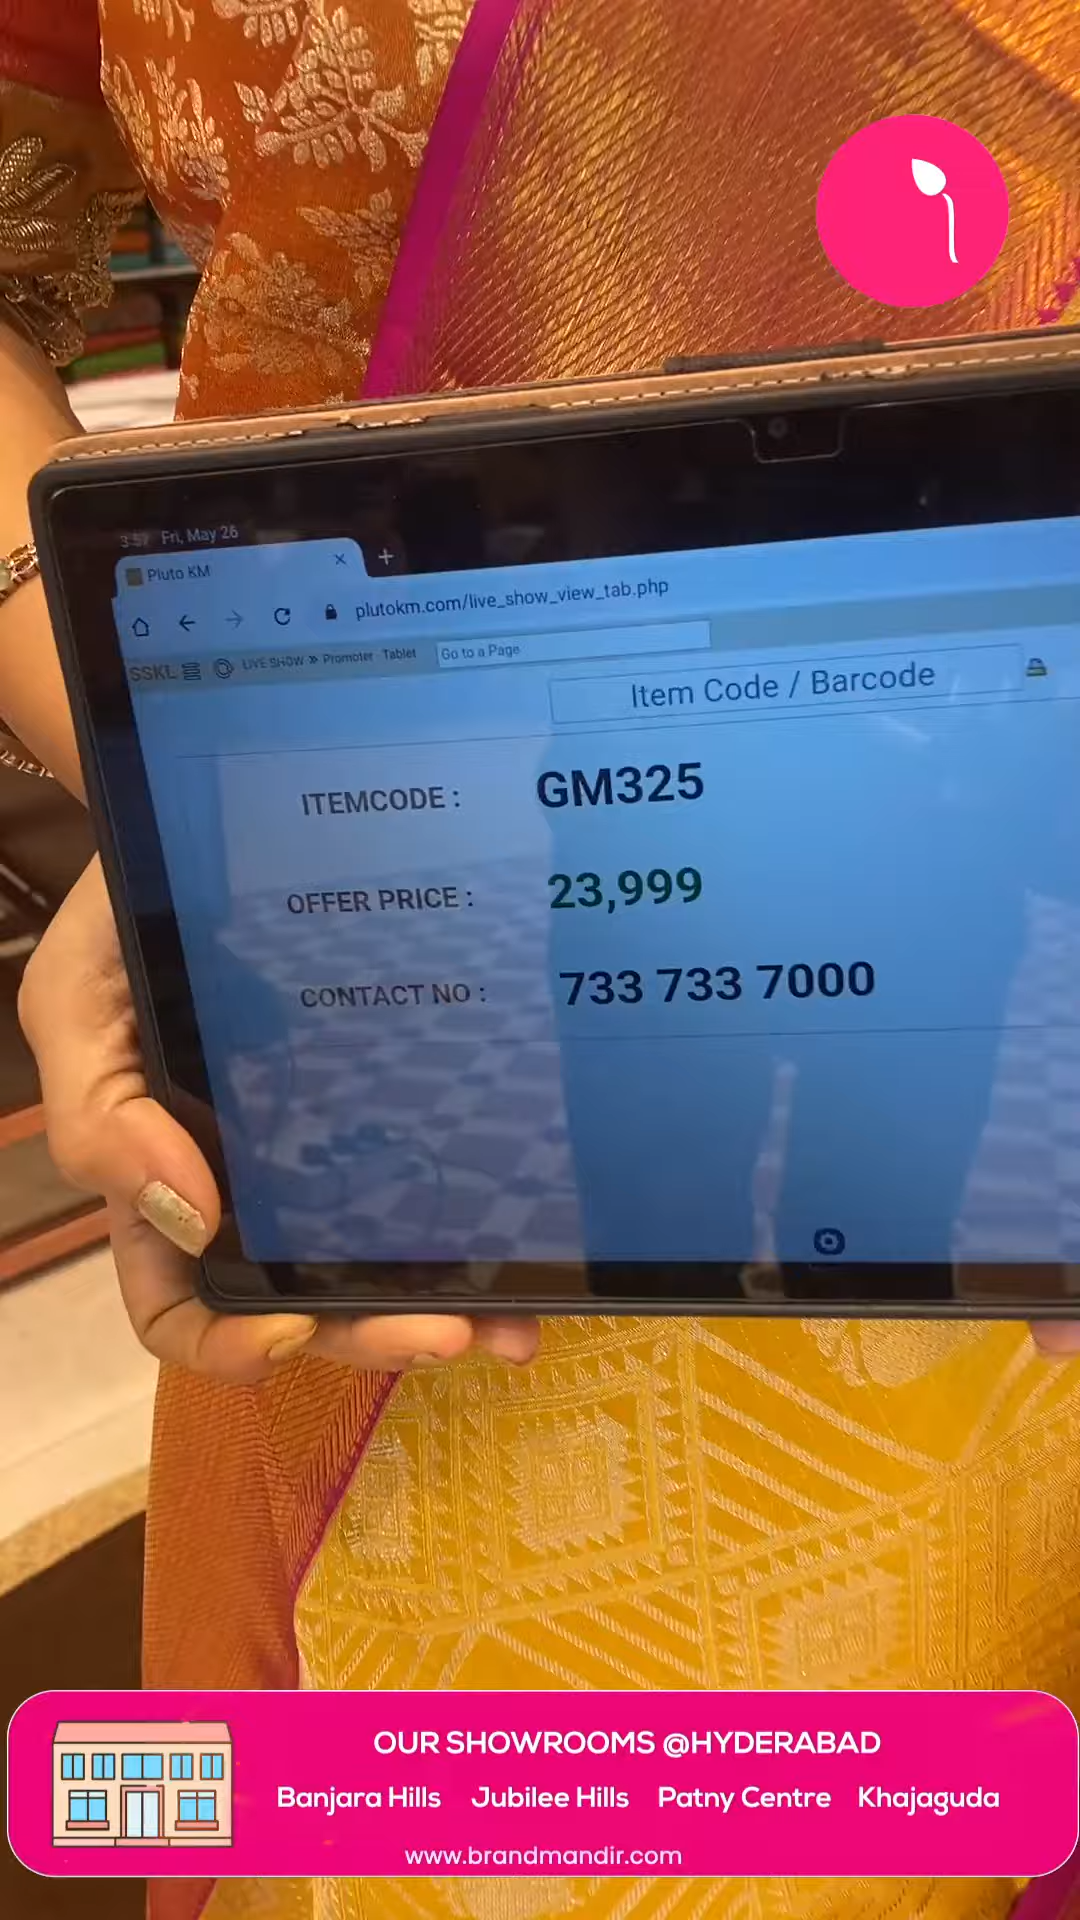 3:57 Fri, May 26
Pluto KM
plutokm.com/live_show_view_tab.php
SSKL LIVE SHOW » Promoter - Tablet Go to a Page
Item Code / Barcode
ITEMCODE : GM325
OFFER PRICE : 23,999
CONTACT NO : 733 733 7000
OUR SHOWROOMS @HYDERABAD
Banjara Hills Jubilee Hills Patny Centre Khajaguda
www.brandmandir.com